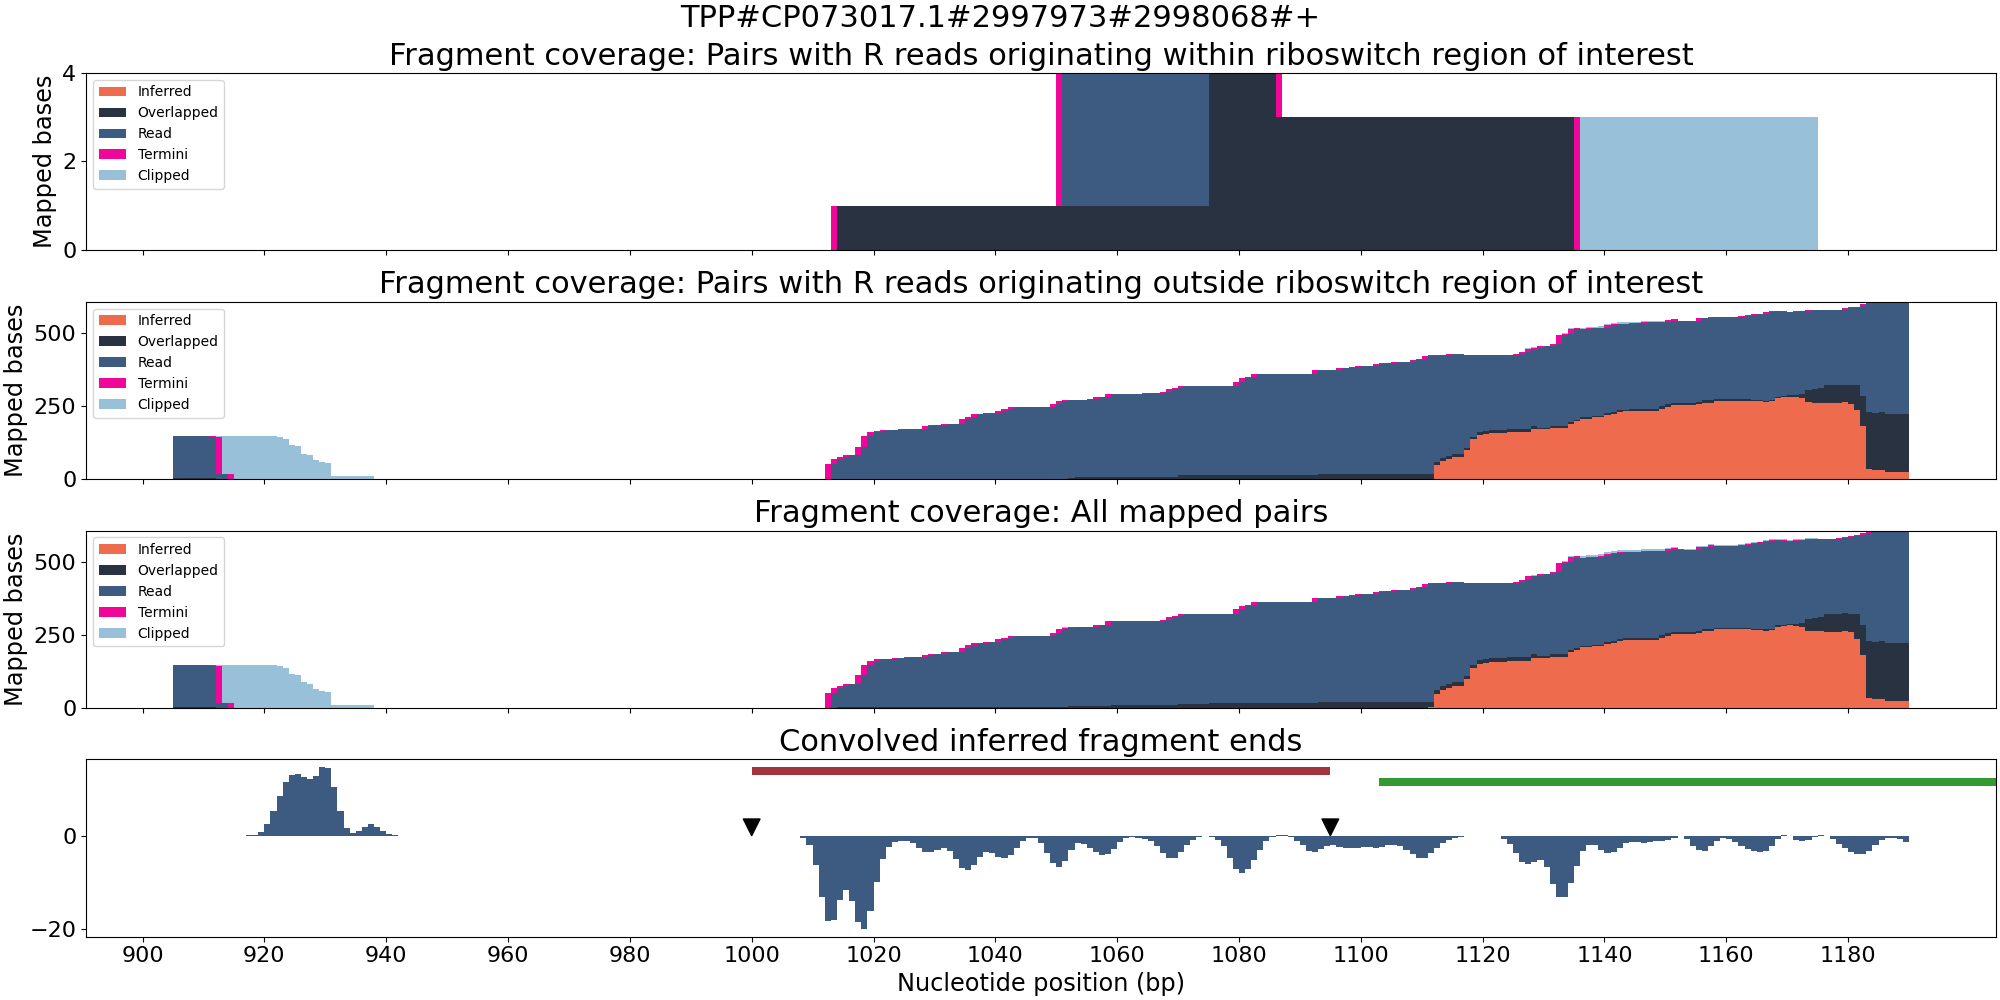 TPP#CP073017.1#2997973#2998068#+
Fragment coverage: Pairs with R reads originating within riboswitch region of interest
Mapped bases
4
2
0
Inferred
Overlapped
Read
Termini
Clipped
Fragment coverage: Pairs with R reads originating outside riboswitch region of interest
Mapped bases
500
250
0
Inferred
Overlapped
Read
Termini
Clipped
Fragment coverage: All mapped pairs
Mapped bases
500
250
0
Inferred
Overlapped
Read
Termini
Clipped
Convolved inferred fragment ends
0
−20
900 920 940 960 980 1000 1020 1040 1060 1080 1100 1120 1140 1160 1180
Nucleotide position (bp)